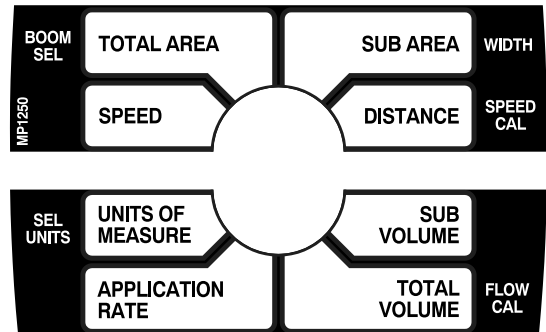 BOOM
SEL
TOTAL AREA
SUB AREA
WIDTH
MP1250
SPEED
DISTANCE
SPEED
CAL
SEL
UNITS
UNITS OF
MEASURE
SUB
VOLUME
APPLICATION
RATE
TOTAL
VOLUME
FLOW
CAL